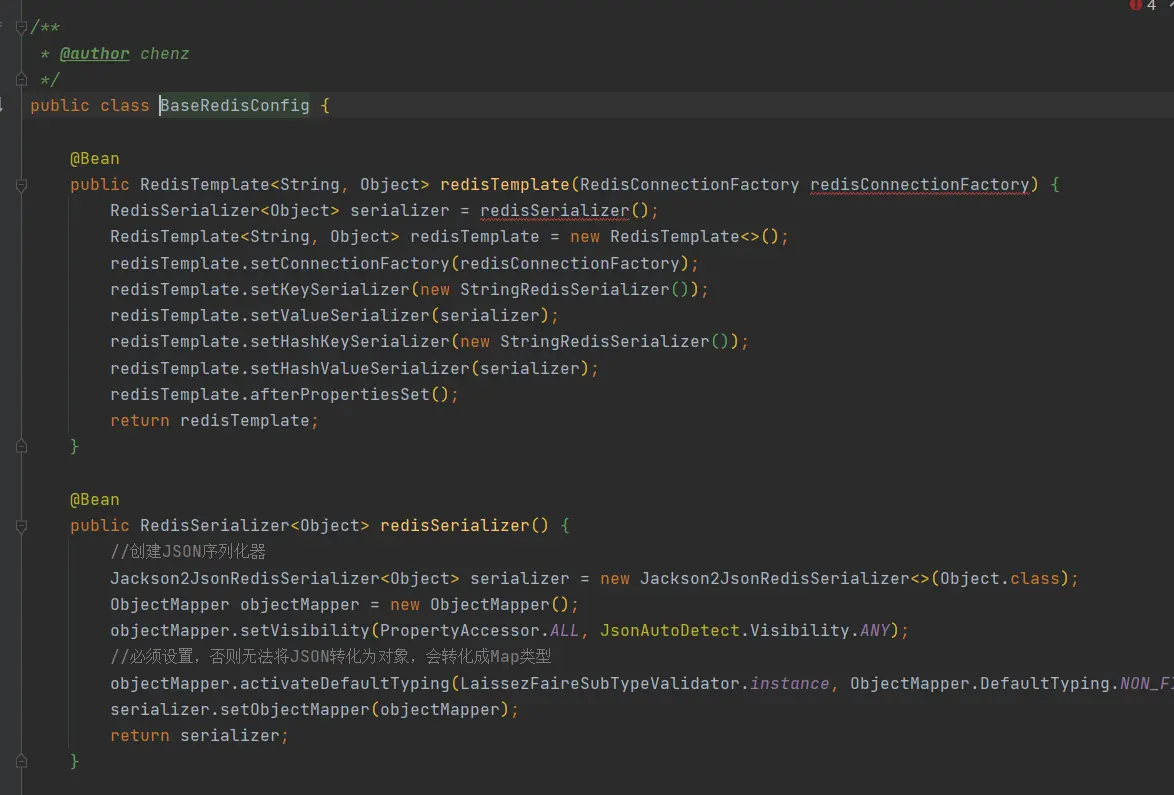 4
/**
 * @author chenz
 */
public class BaseRedisConfig {
    @Bean
    public RedisTemplate<String, Object> redisTemplate(RedisConnectionFactory redisConnectionFactory) {
        RedisSerializer<Object> serializer = redisSerializer();
        RedisTemplate<String, Object> redisTemplate = new RedisTemplate<>();
        redisTemplate.setConnectionFactory(redisConnectionFactory);
        redisTemplate.setKeySerializer(new StringRedisSerializer());
        redisTemplate.setValueSerializer(serializer);
        redisTemplate.setHashKeySerializer(new StringRedisSerializer());
        redisTemplate.setHashValueSerializer(serializer);
        redisTemplate.afterPropertiesSet();
        return redisTemplate;
    }
    @Bean
    public RedisSerializer<Object> redisSerializer() {
        //创建JSON序列化器
        Jackson2JsonRedisSerializer<Object> serializer = new Jackson2JsonRedisSerializer<>(Object.class);
        ObjectMapper objectMapper = new ObjectMapper();
        objectMapper.setVisibility(PropertyAccessor.ALL, JsonAutoDetect.Visibility.ANY);
        //必须设置，否则无法将JSON转化为对象，会转化成Map类型
        objectMapper.activateDefaultTyping(LaissezFaireSubTypeValidator.instance, ObjectMapper.DefaultTyping.
        serializer.setObjectMapper(objectMapper);
        return serializer;
    }